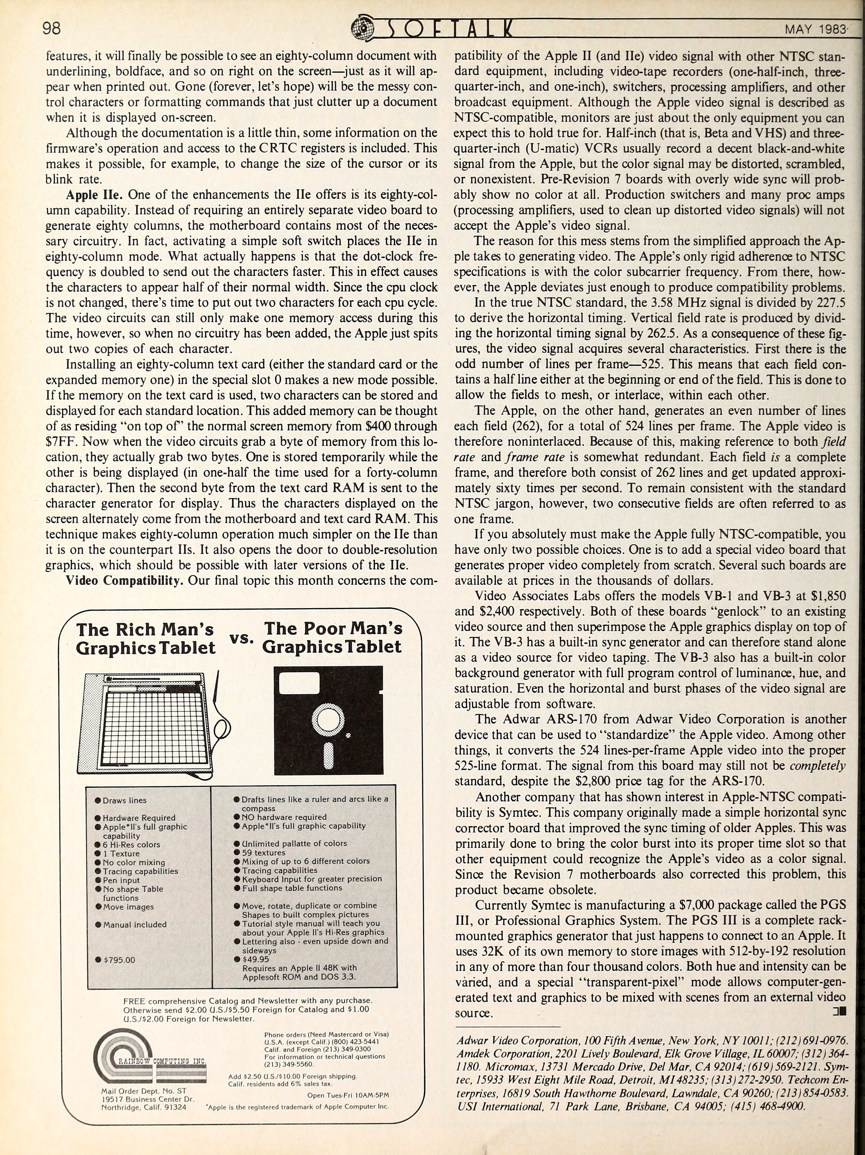 98
SOFTALK
MAY 1983
features, it will finally be possible to see an eighty-column document with
underlining, boldface, and so on right on the screen—just as it will ap-
pear when printed out. Gone (forever, let's hope) will be the messy con-
trol characters or formatting commands that just clutter up a document
when it is displayed on-screen.
Although the documentation is a little thin, some information on the
firmware's operation and access to the CRTC registers is included. This
makes it possible, for example, to change the size of the cursor or its
blink rate.
Apple IIe. One of the enhancements the IIe offers is its eighty-col-
umn capability. Instead of requiring an entirely separate video board to
generate eighty columns, the motherboard contains most of the neces-
sary circuitry. In fact, activating a simple soft switch places the IIe in
eighty-column mode. What actually happens is that the dot-clock fre-
quency is doubled to send out the characters faster. This in effect causes
the characters to appear half of their normal width. Since the cpu clock
is not changed, there's time to put out two characters for each cpu cycle.
The video circuits can still only make one memory access during this
time, however, so when no circuitry has been added, the Apple just spits
out two copies of each character.
Installing an eighty-column text card (either the standard card or the
expanded memory one) in the special slot 0 makes a new mode possible.
If the memory on the text card is used, two characters can be stored and
displayed for each standard location. This added memory can be thought
of as residing "on top of" the normal screen memory from $400 through
$7FF. Now when the video circuits grab a byte of memory from this lo-
cation, they actually grab two bytes. One is stored temporarily while the
other is being displayed (in one-half the time used for a forty-column
character). Then the second byte from the text card RAM is sent to the
character generator for display. Thus the characters displayed on the
screen alternately come from the motherboard and text card RAM. This
technique makes eighty-column operation much simpler on the IIe than
it is on the counterpart IIs. It also opens the door to double-resolution
graphics, which should be possible with later versions of the IIe.
Video Compatibility. Our final topic this month concerns the com-
patibility of the Apple II (and IIe) video signal with other NTSC stan-
dard equipment, including video-tape recorders (one-half-inch, three-
quarter-inch, and one-inch), switchers, processing amplifiers, and other
broadcast equipment. Although the Apple video signal is described as
NTSC-compatible, monitors are just about the only equipment you can
expect this to hold true for. Half-inch (that is, Beta and VHS) and three-
quarter-inch (U-matic) VCRs usually record a decent black-and-white
signal from the Apple, but the color signal may be distorted, scrambled,
or nonexistent. Pre-Revision 7 boards with overly wide sync will prob-
ably show no color at all. Production switchers and many proc amps
(processing amplifiers, used to clean up distorted video signals) will not
accept the Apple's video signal.
The reason for this mess stems from the simplified approach the Ap-
ple takes to generating video. The Apple's only rigid adherence to NTSC
specifications is with the color subcarrier frequency. From there, how-
ever, the Apple deviates just enough to produce compatibility problems.
In the true NTSC standard, the 3.58 MHz signal is divided by 227.5
to derive the horizontal timing. Vertical field rate is produced by divid-
ing the horizontal timing signal by 262.5. As a consequence of these fig-
ures, the video signal acquires several characteristics. First there is the
odd number of lines per frame—525. This means that each field con-
tains a half line either at the beginning or end of the field. This is done to
allow the fields to mesh, or interlace, within each other.
The Apple, on the other hand, generates an even number of lines
each field (262), for a total of 524 lines per frame. The Apple video is
therefore noninterlaced. Because of this, making reference to both field
rate and frame rate is somewhat redundant. Each field is a complete
frame, and therefore both consist of 262 lines and get updated approxi-
mately sixty times per second. To remain consistent with the standard
NTSC jargon, however, two consecutive fields are often referred to as
one frame.
If you absolutely must make the Apple fully NTSC-compatible, you
have only two possible choices. One is to add a special video board that
generates proper video completely from scratch. Several such boards are
available at prices in the thousands of dollars.
Video Associates Labs offers the models VB-1 and VB-3 at $1,850
and $2,400 respectively. Both of these boards "genlock" to an existing
video source and then superimpose the Apple graphics display on top of
it. The VB-3 has a built-in sync generator and can therefore stand alone
as a video source for video taping. The VB-3 also has a built-in color
background generator with full program control of luminance, hue, and
saturation. Even the horizontal and burst phases of the video signal are
adjustable from software.
The Adwar ARS-170 from Adwar Video Corporation is another
device that can be used to "standardize" the Apple video. Among other
things, it converts the 524 lines-per-frame Apple video into the proper
525-line format. The signal from this board may still not be completely
standard, despite the $2,800 price tag for the ARS-170.
Another company that has shown interest in Apple-NTSC compati-
bility is Symtec. This company originally made a simple horizontal sync
corrector board that improved the sync timing of older Apples. This was
primarily done to bring the color burst into its proper time slot so that
other equipment could recognize the Apple's video as a color signal.
Since the Revision 7 motherboards also corrected this problem, this
product became obsolete.
Currently Symtec is manufacturing a $7,000 package called the PGS
III, or Professional Graphics System. The PGS III is a complete rack-
mounted graphics generator that just happens to connect to an Apple. It
uses 32K of its own memory to store images with 512-by-192 resolution
in any of more than four thousand colors. Both hue and intensity can be
varied, and a special "transparent-pixel" mode allows computer-gen-
erated text and graphics to be mixed with scenes from an external video
source.
Adwar Video Corporation, 100 Fifth Avenue, New York, NY 10011; (212) 691-0976.
Amdek Corporation, 2201 Lively Boulevard, Elk Grove Village, IL 60007; (312) 364-
1180. Micromax, 13731 Mercado Drive, Del Mar, CA 92014; (619) 569-2121. Sym-
tec, 15933 West Eight Mile Road, Detroit, MI 48235; (313) 272-2950. Techcom En-
terprises, 16819 South Hawthorne Boulevard, Lawndale, CA 90260; (213) 854-0583.
USI International, 71 Park Lane, Brisbane, CA 94005; (415) 468-4900.
The Rich Man's
Graphics Tablet
vs.
The Poor Man's
Graphics Tablet
● Draws lines
● Hardware Required
● Apple*II's full graphic
capability
● 6 Hi-Res colors
● 1 Texture
● No color mixing
● Tracing capabilities
● Pen input
● No shape Table
functions
● Move images
● Manual included
● $795.00
● Drafts lines like a ruler and arcs like a
compass
● NO hardware required
● Apple*II's full graphic capability
● Unlimited pallatte of colors
● 59 textures
● Mixing of up to 6 different colors
● Tracing capabilities
● Keyboard Input for greater precision
● Full shape table functions
● Move, rotate, duplicate or combine
Shapes to built complex pictures
● Tutorial style manual will teach you
about your Apple II's Hi-Res graphics
● Lettering also - even upside down and
sideways
● $49.95
Requires an Apple II 48K with
Applesoft ROM and DOS 3.3.
FREE comprehensive Catalog and Newsletter with any purchase.
Otherwise send $2.00 U.S./$5.50 Foreign for Catalog and $1.00
U.S./$2.00 Foreign for Newsletter.
RAINBOW COMPUTING INC.
Mail Order Dept. No. ST
19517 Business Center Dr.
Northridge, Calif. 91324
Phone orders (Need Mastercard or Visa)
U.S.A. (except Calif.) (800) 423-5441
Calif. and Foreign (213) 349-0300
For information or technical questions
(213) 349-5560.
Add $2.50 U.S./$10.00 Foreign shipping.
Calif. residents add 6% sales tax.
Open Tues-Fri 10AM-5PM
*Apple is the registered trademark of Apple Computer Inc.